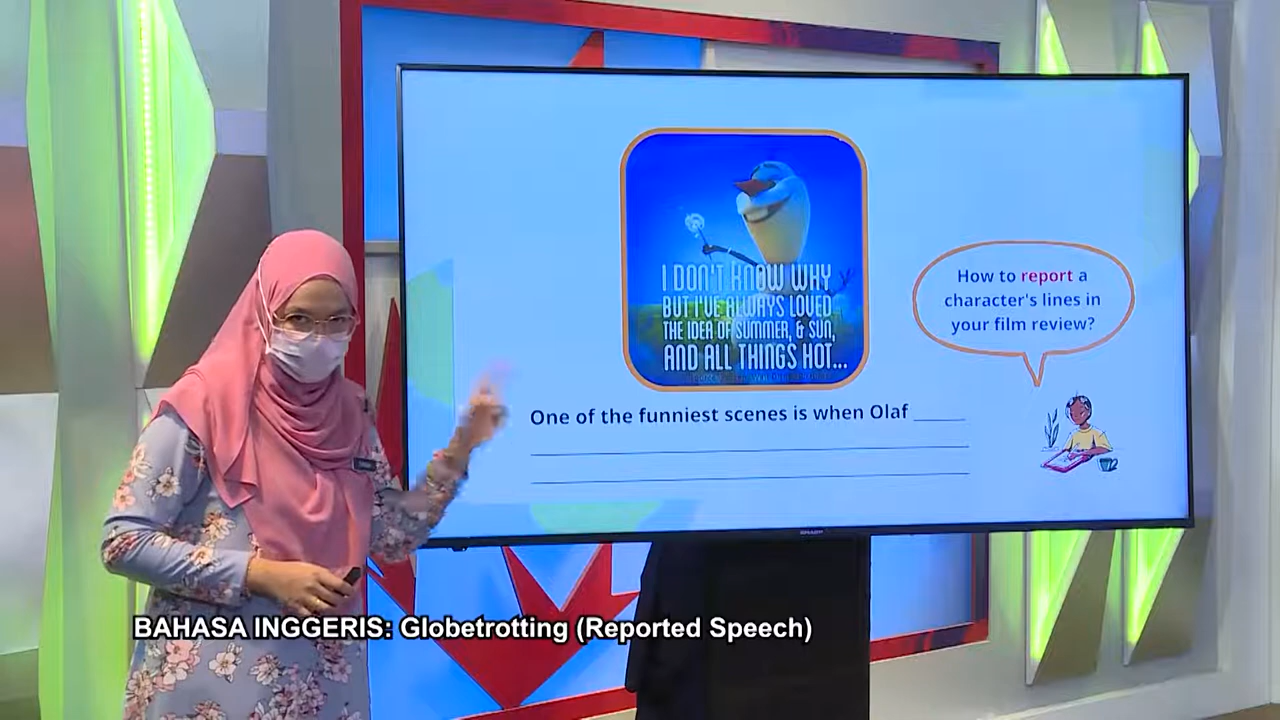 I DON'T KNOW WHY
BUT I'VE ALWAYS LOVED
THE IDEA OF SUMMER, & SUN,
AND ALL THINGS HOT...
How to report a
character's lines in
your film review?
One of the funniest scenes is when Olaf
SHARP
BAHASA INGGERIS: Globetrotting (Reported Speech)